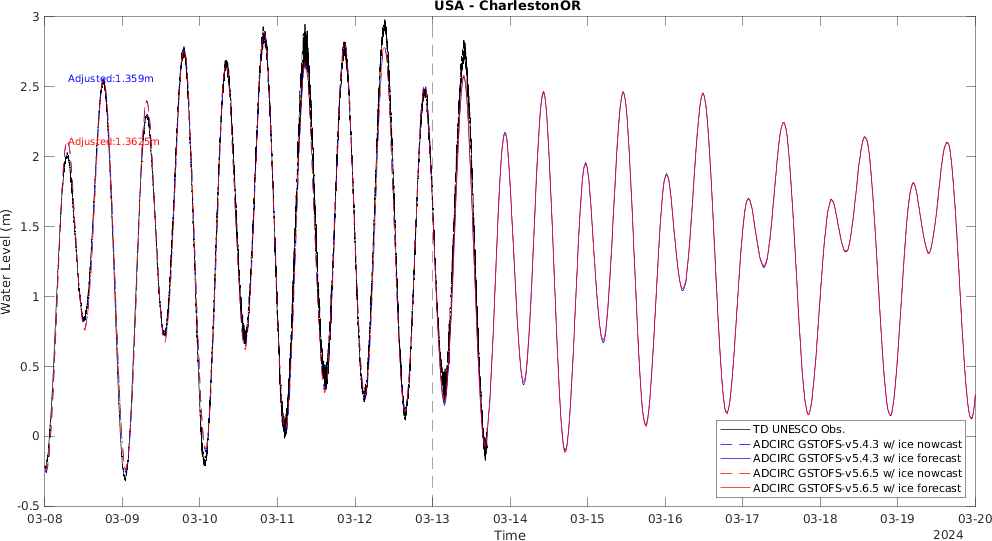 USA - CharlestonOR
3
2.5
2
1.5
1
0.5
0
-0.5
Water Level (m)
Adjusted:1.359m
Adjusted:1.3625m
TD UNESCO Obs.
ADCIRC GSTOFS-v5.4.3 w/ ice nowcast
ADCIRC GSTOFS-v5.4.3 w/ ice forecast
ADCIRC GSTOFS-v5.6.5 w/ ice nowcast
ADCIRC GSTOFS-v5.6.5 w/ ice forecast
03-08 03-09 03-10 03-11 03-12 03-13 03-14 03-15 03-16 03-17 03-18 03-19 03-20
Time
2024